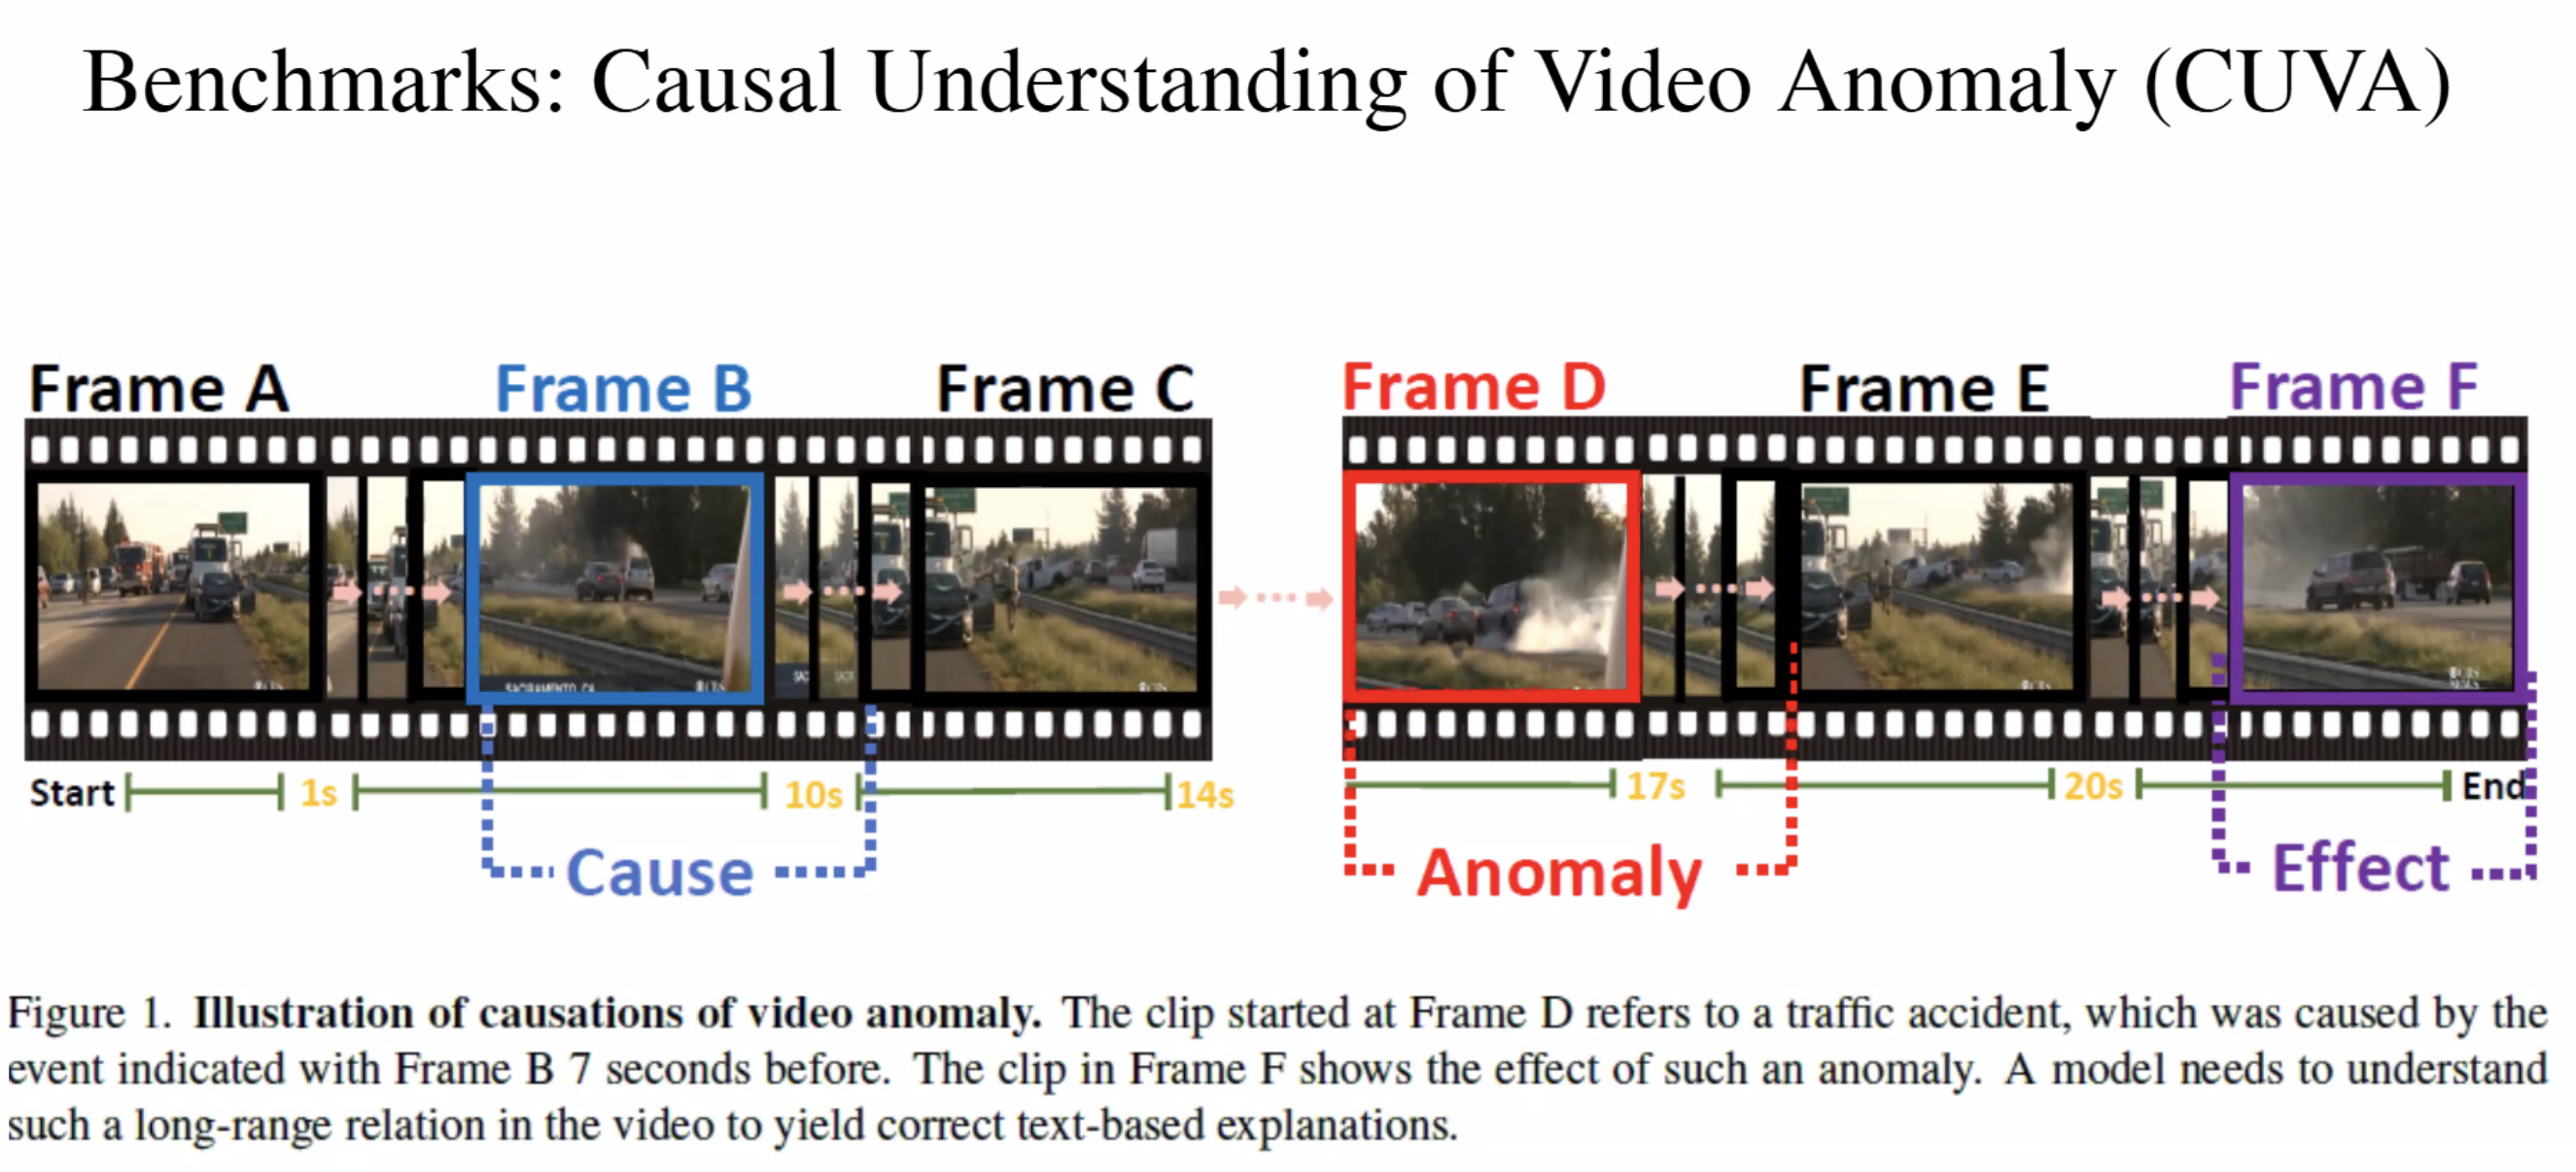 Benchmarks: Causal Understanding of Video Anomaly (CUVA)
Frame A Frame B Frame C Frame D Frame E Frame F
SACRAMENTO, CA
Start 1s 10s 14s 17s 20s End
Cause Anomaly Effect
Figure 1. Illustration of causations of video anomaly. The clip started at Frame D refers to a traffic accident, which was caused by the
event indicated with Frame B 7 seconds before. The clip in Frame F shows the effect of such an anomaly. A model needs to understand
such a long-range relation in the video to yield correct text-based explanations.